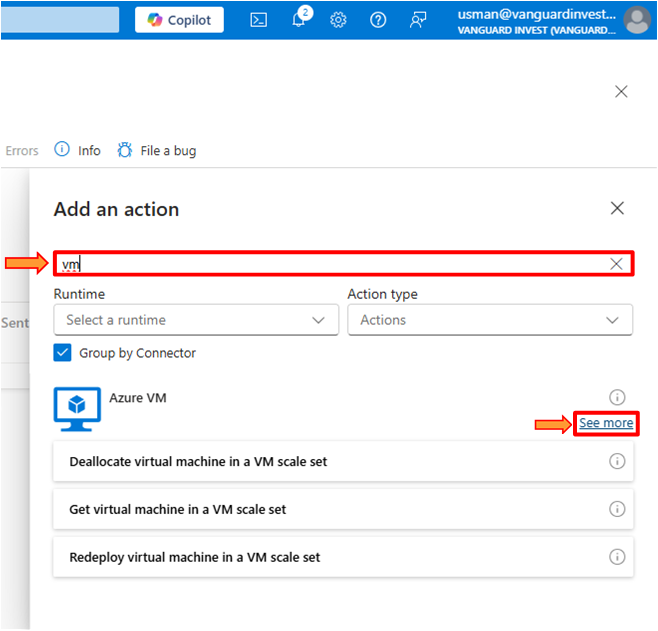 Copilot
2
usman@vanguardinvest...
VANGUARD INVEST (VANGUARD...
Errors
Info
File a bug
Add an action
vm
Runtime
Action type
Select a runtime
Actions
Group by Connector
Sent
Azure VM
See more
Deallocate virtual machine in a VM scale set
Get virtual machine in a VM scale set
Redeploy virtual machine in a VM scale set